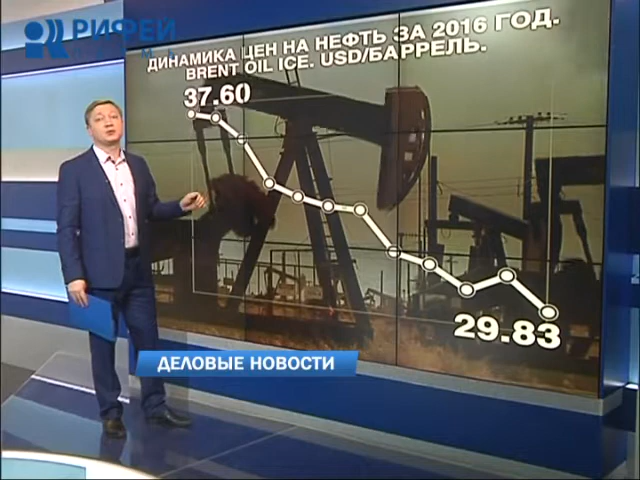 РИФЕЙ
ПЕРМЬ
ДИНАМИКА ЦЕН НА НЕФТЬ ЗА 2016 ГОД.
BRENT OIL ICE. USD/БАРРЕЛЬ.
37.60
29.83
ДЕЛОВЫЕ НОВОСТИ